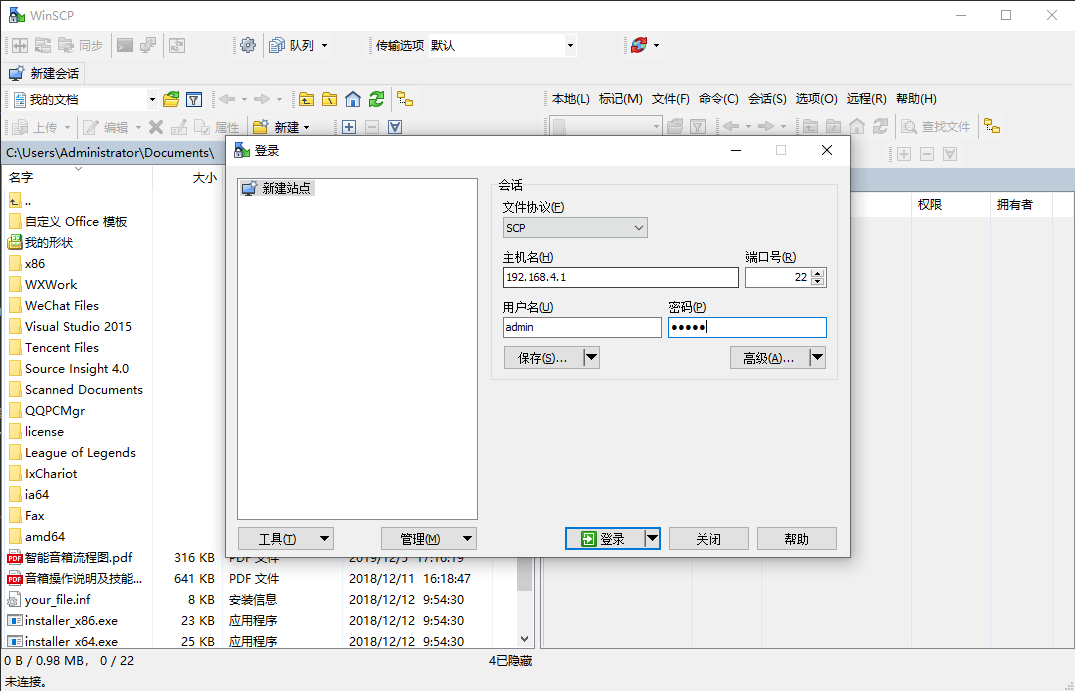 WinSCP
同步 队列 传输选项 默认
新建会话
我的文档 本地(L) 标记(M) 文件(F) 命令(C) 会话(S) 选项(O) 远程(R) 帮助(H)
上传 编辑 属性 新建 查找文件
C:\Users\Administrator\Documents\
名字 大小 权限 拥有者
..
自定义 Office 模板
我的形状
x86
WXWork
WeChat Files
Visual Studio 2015
Tencent Files
Source Insight 4.0
Scanned Documents
QQPCMgr
license
League of Legends
IxChariot
ia64
Fax
amd64
智能音箱流程图.pdf 316 KB PDF 文件 2019/12/5 17:16:19
音箱操作说明及技能... 641 KB PDF 文件 2018/12/11 16:18:47
your_file.inf 8 KB 安装信息 2018/12/12 9:54:30
installer_x86.exe 23 KB 应用程序 2018/12/12 9:54:30
installer_x64.exe 25 KB 应用程序 2018/12/12 9:54:30
0 B / 0.98 MB， 0 / 22 4已隐藏
未连接。
登录
新建站点
会话
文件协议(F)
SCP
主机名(H) 端口号(R)
192.168.4.1 22
用户名(U) 密码(P)
admin ●●●●●
保存(S)... 高级(A)...
工具(T) 管理(M) 登录 关闭 帮助